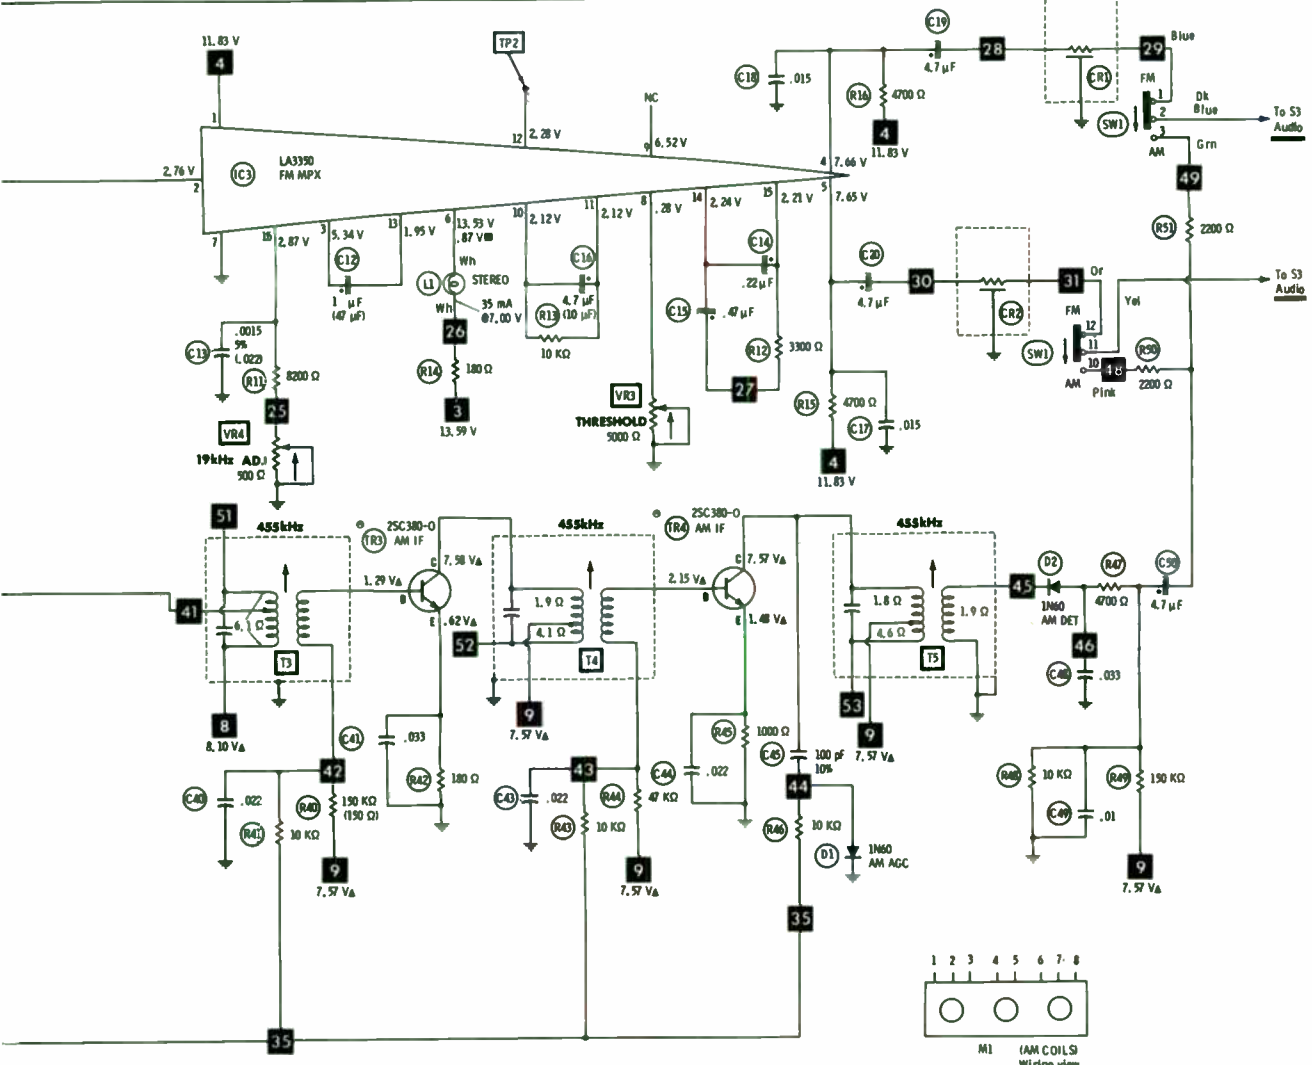 C19
4.7 µF
28
29
Blue
CR1
FM
1
2
3
Dk
Blue
To S3
Audio
SW1
AM
Grn
49
11.83 V
4
TP2
C18
.015
R16
4700 Ω
4
11.83 V
NC
1
12
2.28 V
9
6.52 V
2.76 V
2
IC3
LA3350
FM MPX
4
7.66 V
5
7.65 V
7
16
2.87 V
3
5.34 V
13
1.95 V
6
13.53 V
.87 V
10
2.12 V
11
2.12 V
8
.28 V
14
2.24 V
15
2.21 V
R51
2200 Ω
C12
1 µF
(47 µF)
Wh
L1
STEREO
Wh
35 mA
@7.00 V
26
C16
4.7 µF
(10 µF)
R13
10 KΩ
C14
.22 µF
C15
.47 µF
C20
4.7 µF
30
CR2
31
Or
Yel
To S3
Audio
FM
12
11
10
SW1
AM
48
Pink
R50
2200 Ω
C13
.0015
5%
(.022)
R11
8200 Ω
25
R14
180 Ω
3
13.59 V
R12
3300 Ω
27
VR3
THRESHOLD
5000 Ω
R15
4700 Ω
C17
.015
4
11.83 V
VR4
19kHz ADJ
500 Ω
51
455kHz
TR3
2SC380-O
AM IF
455kHz
TR4
2SC380-O
AM IF
455kHz
41
6.1 Ω
T3
1.29 V▵
C
7.58 V▵
B
E
.62 V▵
52
1.9 Ω
4.1 Ω
T4
2.15 V▵
C
7.57 V▵
B
E
1.48 V▵
1.8 Ω
4.6 Ω
1.9 Ω
T5
45
D2
1N60
AM DET
R47
4700 Ω
C50
4.7 µF
46
C48
.033
8
8.10 V▵
9
7.57 V▵
53
9
7.57 V▵
C41
.033
R42
180 Ω
42
C40
.022
R41
10 KΩ
R40
150 KΩ
(150 Ω)
9
7.57 V▵
43
C43
.022
R43
10 KΩ
R44
47 KΩ
9
7.57 V▵
C44
.022
R45
1000 Ω
C45
100 pF
10%
44
R46
10 KΩ
D1
1N60
AM AGC
35
R48
10 KΩ
C49
.01
R49
150 KΩ
9
7.57 V▵
35
1 2 3 4 5 6 7 8
M1
(AM COILS)
Wiring view